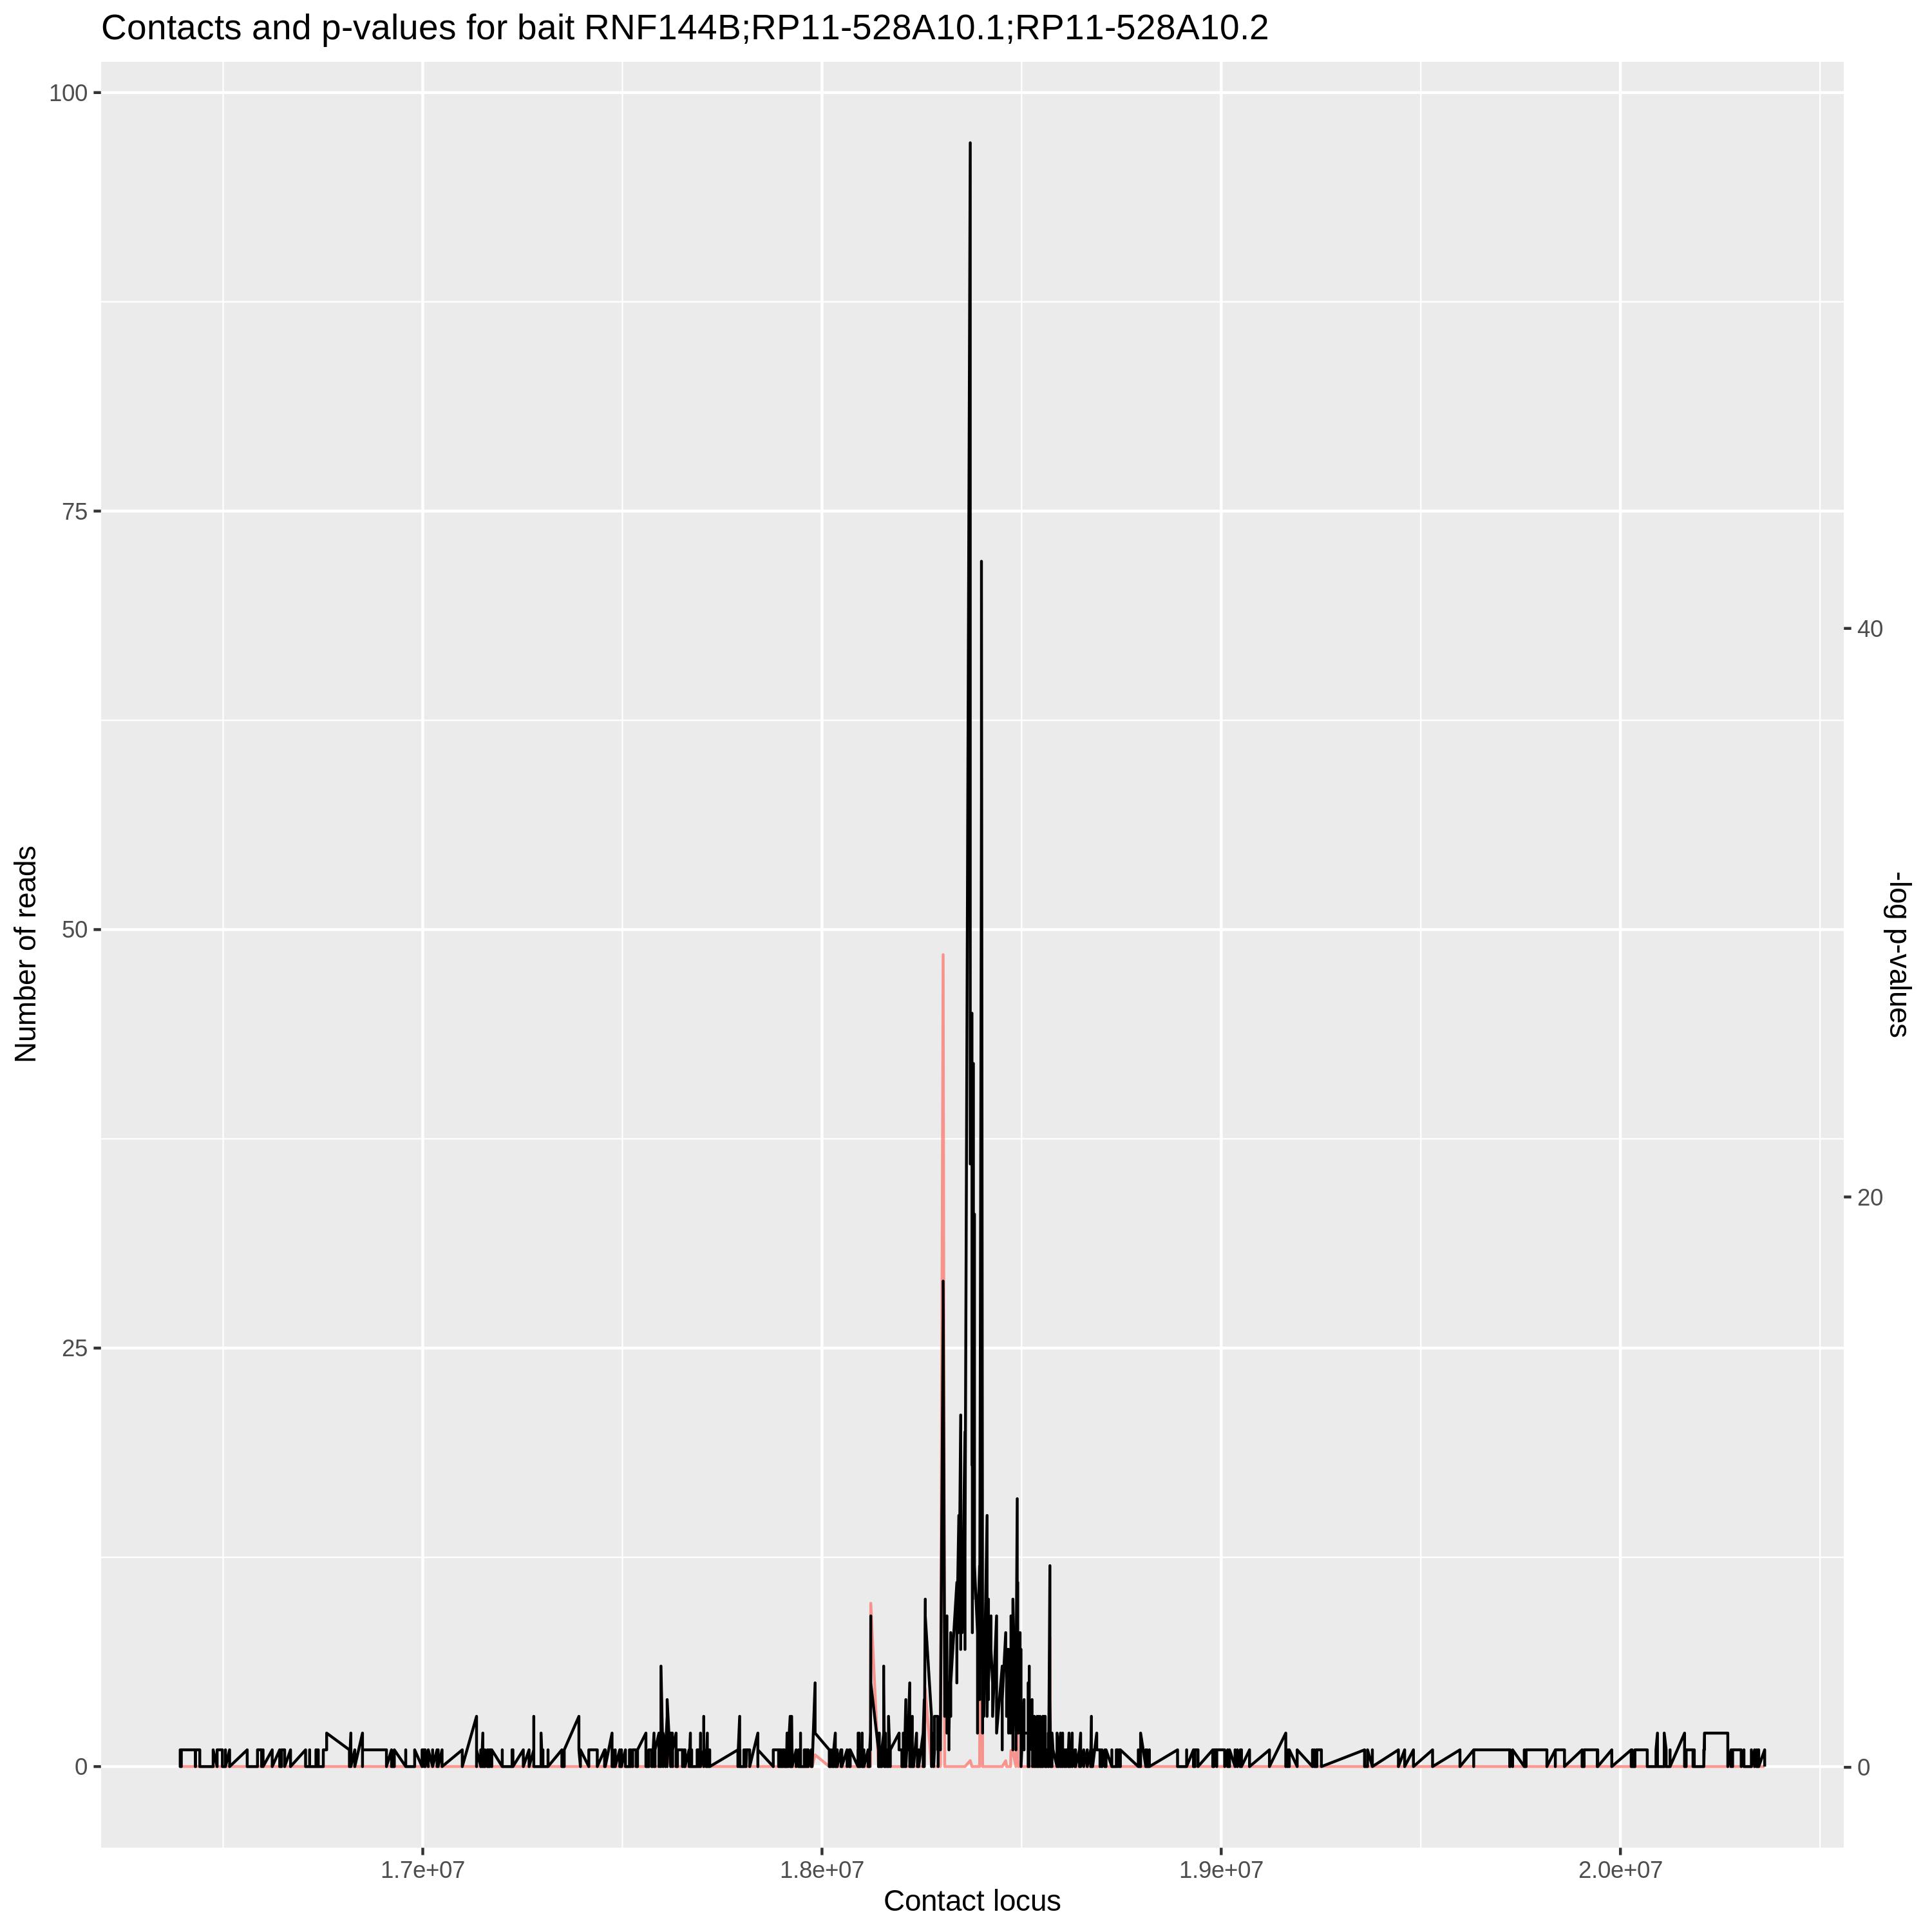 Contacts and p-values for bait RNF144B;RP11-528A10.1;RP11-528A10.2
100
75
50
25
0
Number of reads
40
20
0
-log p-values
1.7e+07
1.8e+07
1.9e+07
2.0e+07
Contact locus